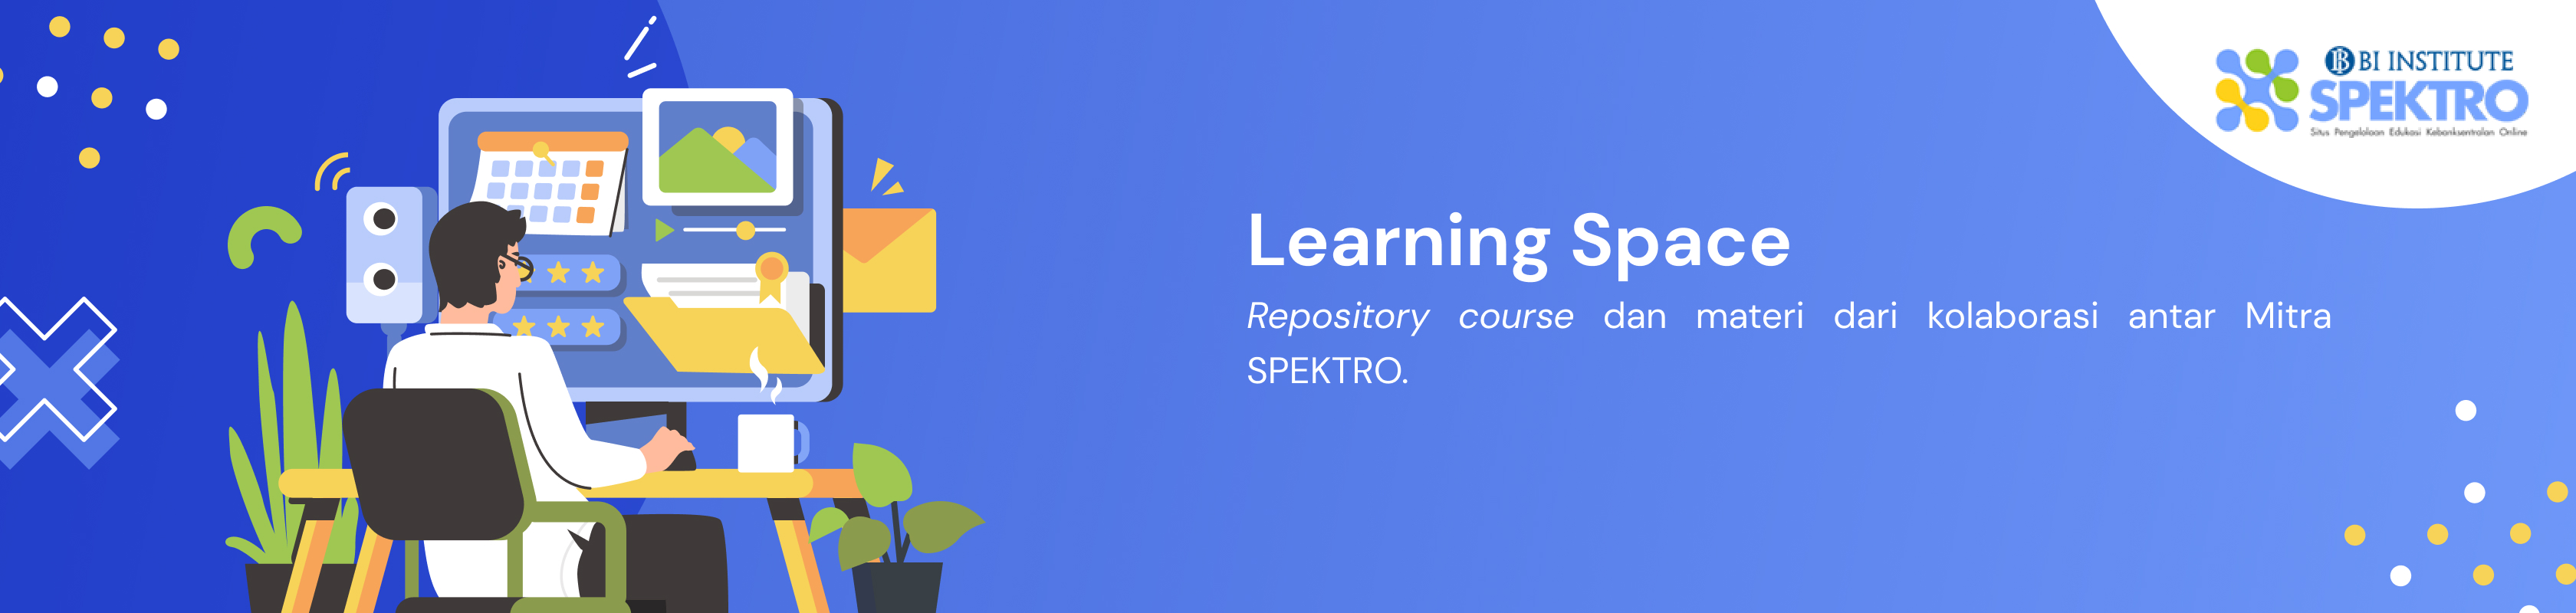 BI INSTITUTE
SPEKTRO
Situs Pengelolaan Edukasi Kebanksentralan Online
Learning Space
Repository course dan materi dari kolaborasi antar Mitra
SPEKTRO.